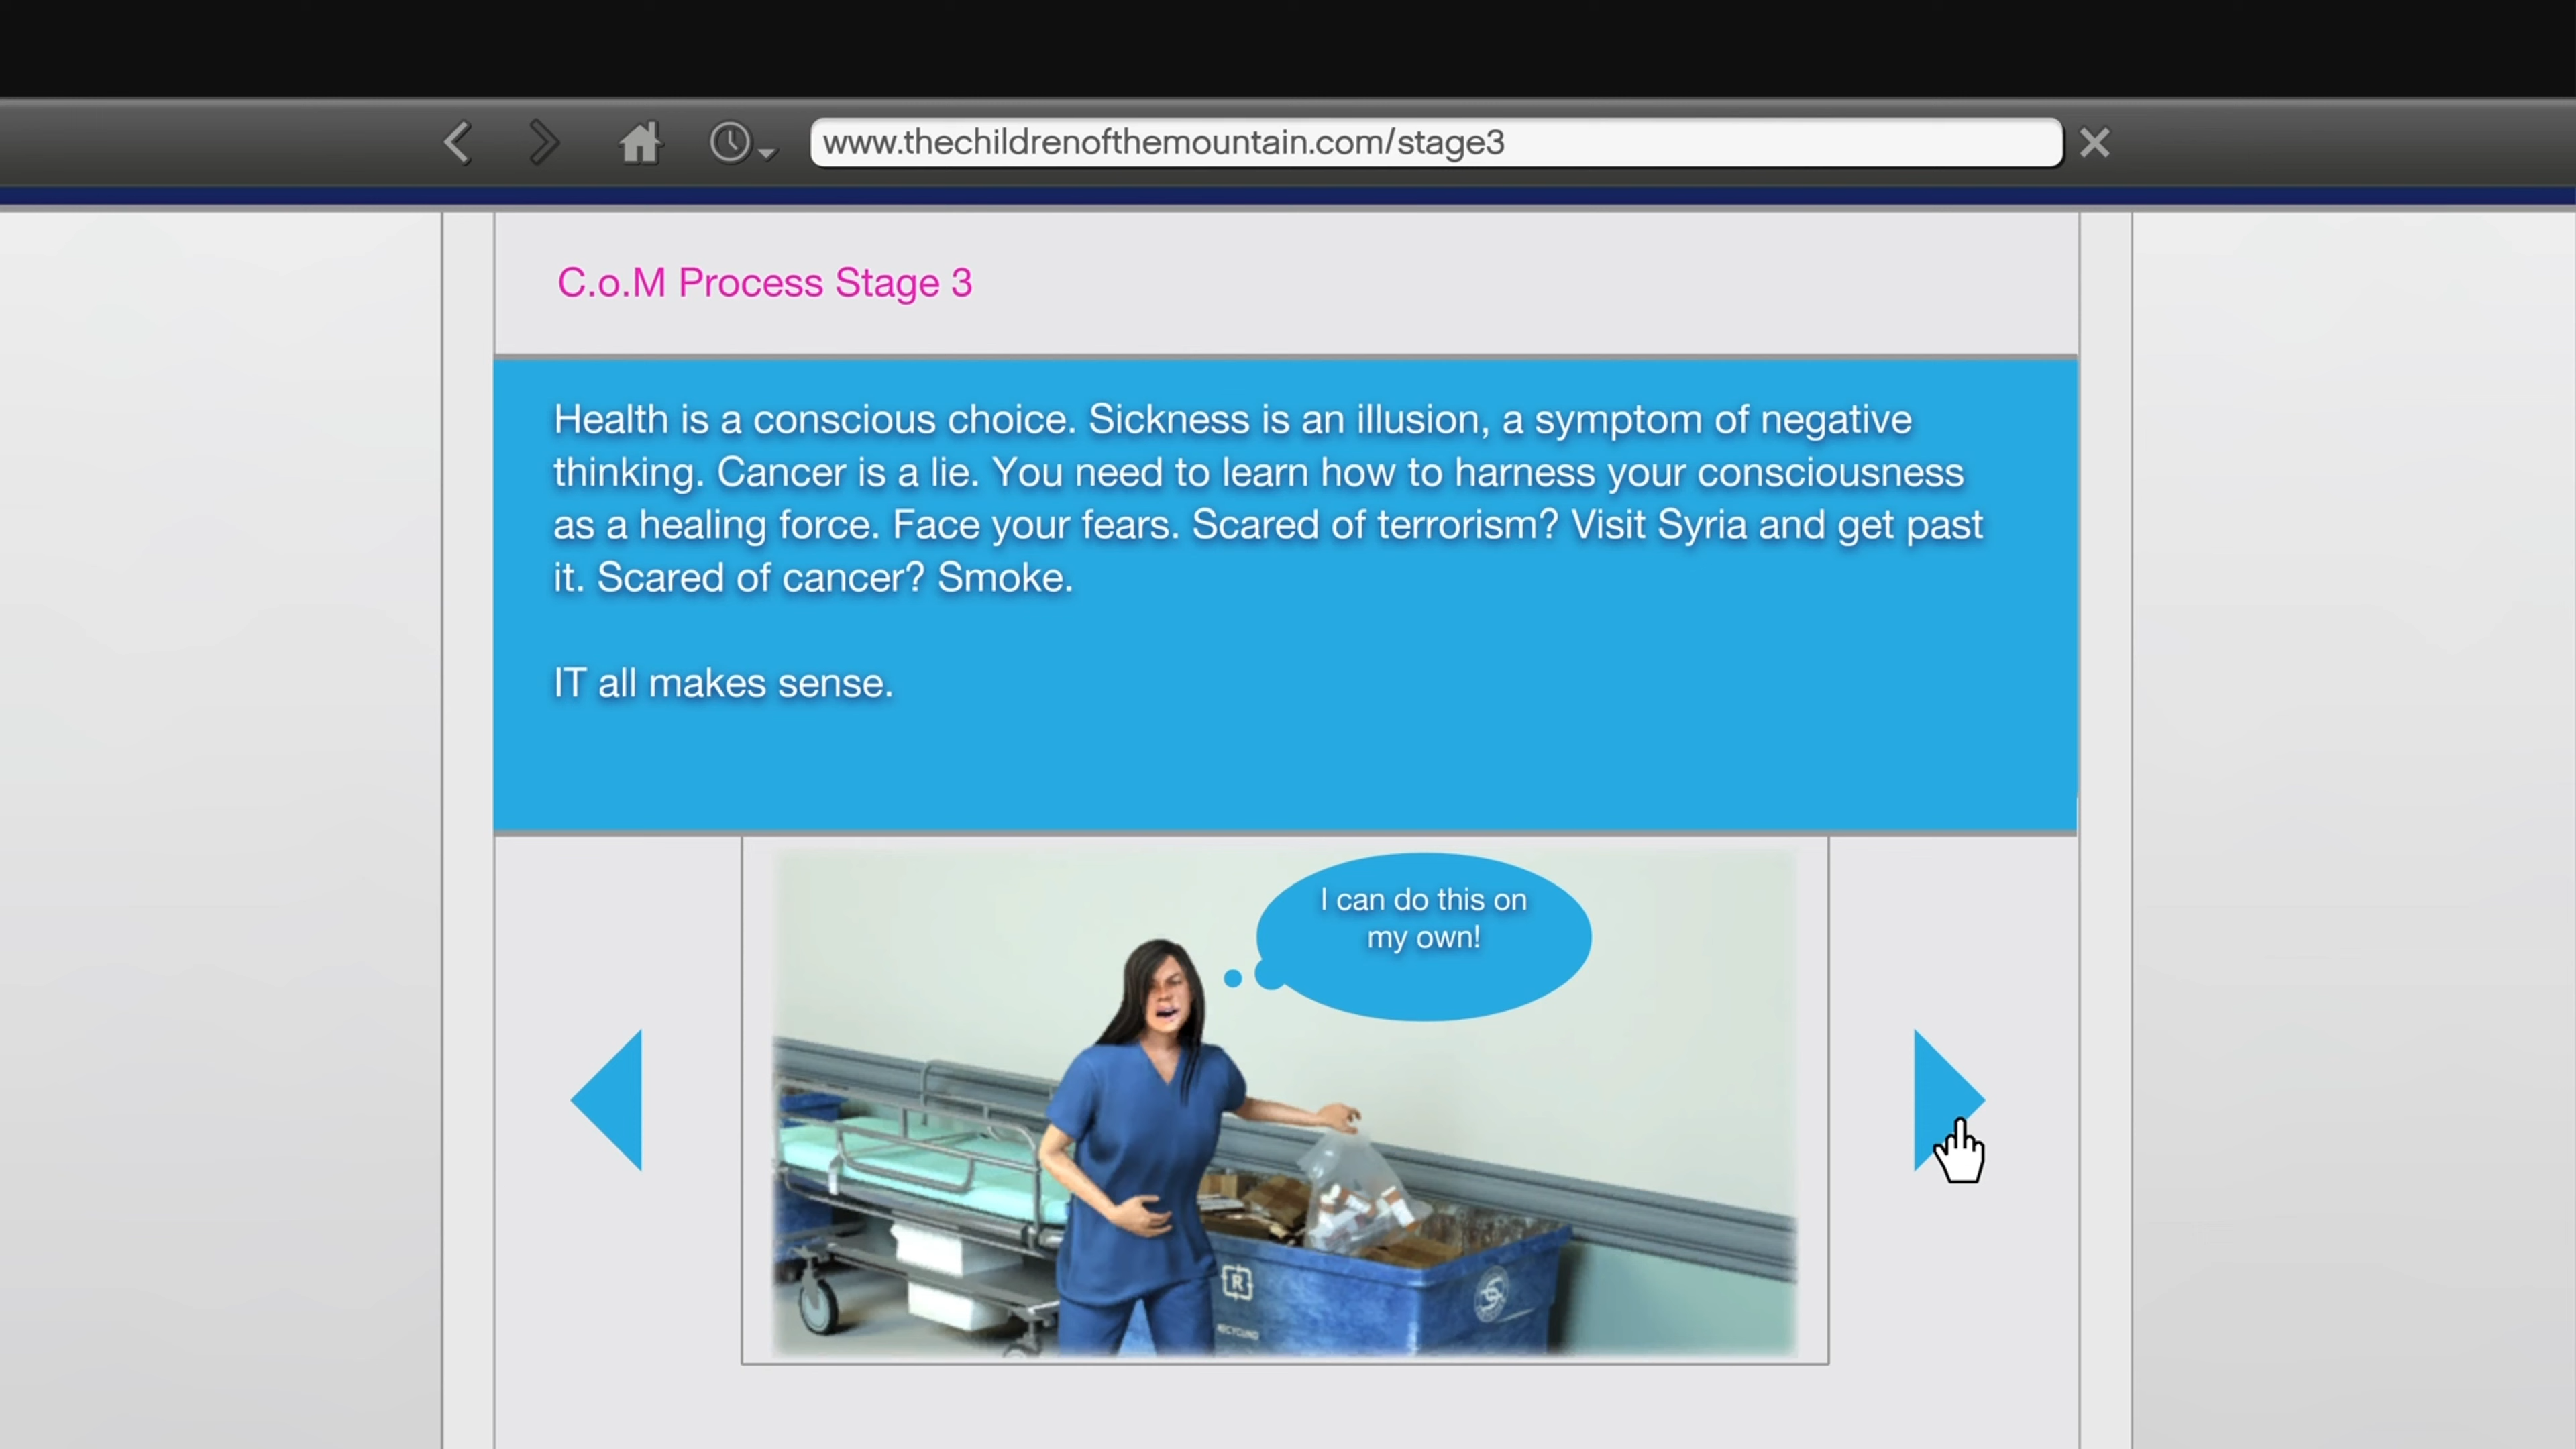 www.thechildrenofthemountain.com/stage3
C.o.M Process Stage 3
Health is a conscious choice. Sickness is an illusion, a symptom of negative
thinking. Cancer is a lie. You need to learn how to harness your consciousness
as a healing force. Face your fears. Scared of terrorism? Visit Syria and get past
it. Scared of cancer? Smoke.
IT all makes sense.
I can do this on
my own!
R
RECYCLING